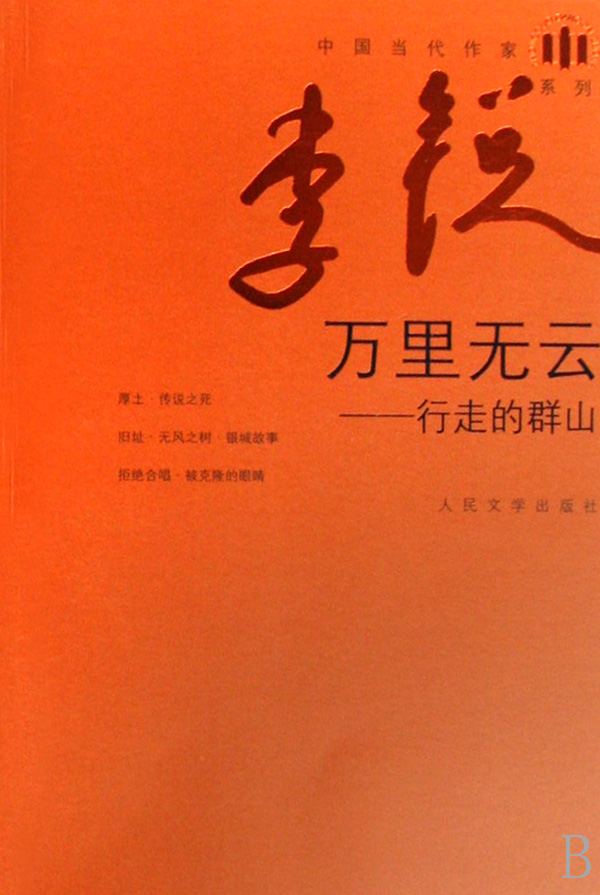 中国当代作家
系列
李锐
万里无云
——行走的群山
厚土·传说之死
旧址·无风之树·银城故事
拒绝合唱·被克隆的眼睛
人民文学出版社
B